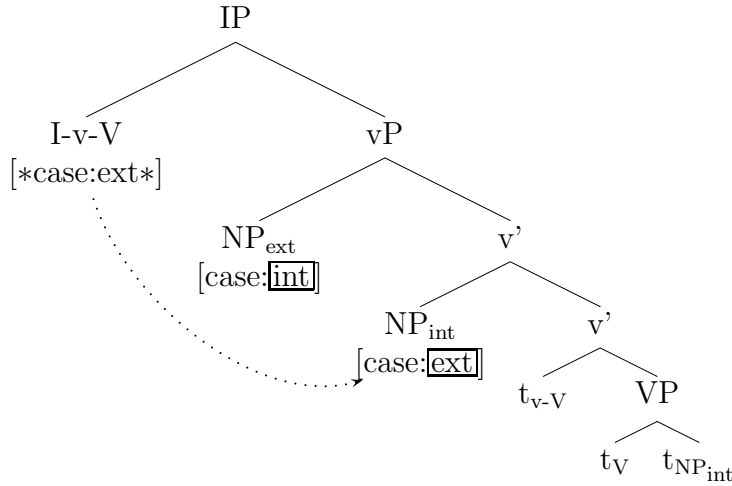 IP
I-v-V vP
[∗case:ext∗]
NP_ext v'
[case:int]
NP_int v'
[case:ext]
t_v-V VP
t_V t_NP_int